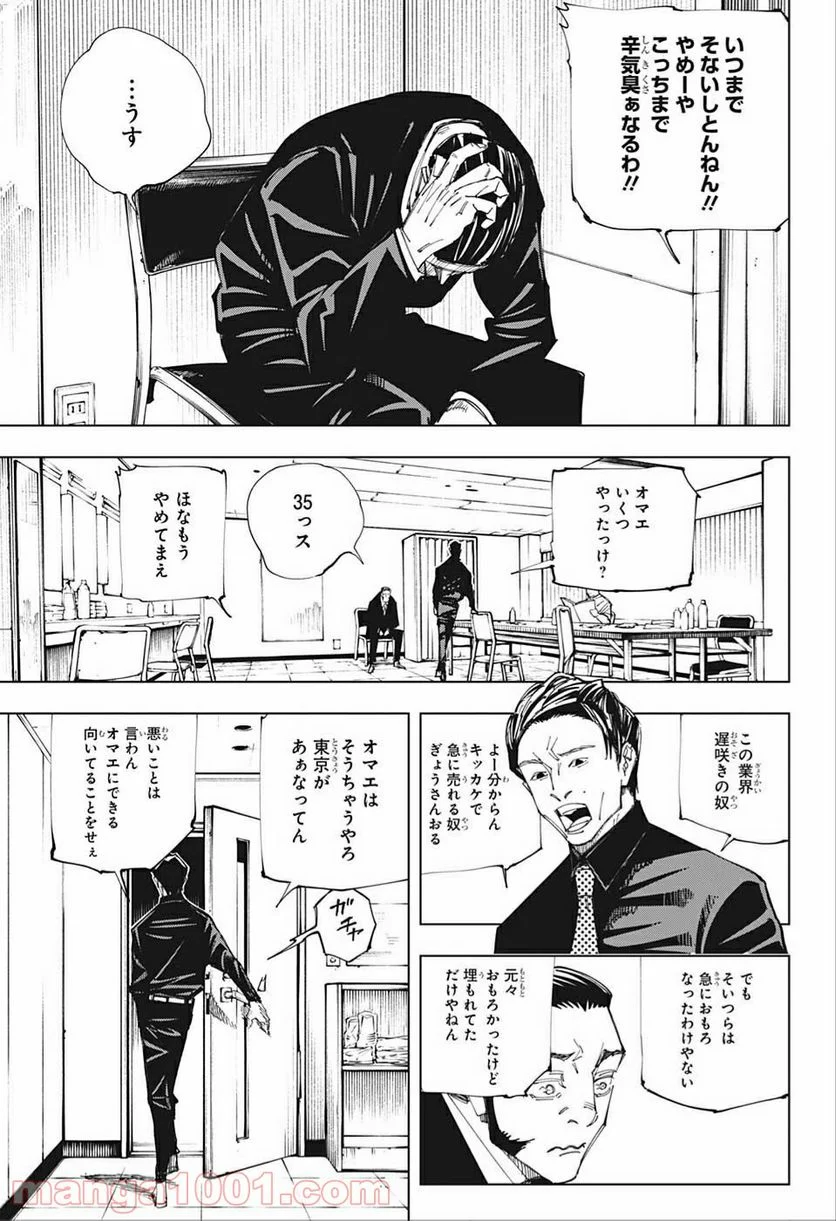 いつまで
そないしとんねん!!
やめーや
こっちまで
辛気臭ぁなるわ!!
…うす
オマエ
いくつ
やったっけ?
35っス
ほなもう
やめてまえ
この業界
遅咲きの奴
よー分からん
キッカケで
急に売れる奴
ぎょうさんおる
でも
そいつらは
急におもろ
なったわけやない
元々
おもろかったけど
埋もれてた
だけやねん
オマエは
そうちゃうやろ
東京が
あぁなってん
悪いことは
言わん
オマエにできる
向いてることをせぇ
ガチャ
manga1001.com